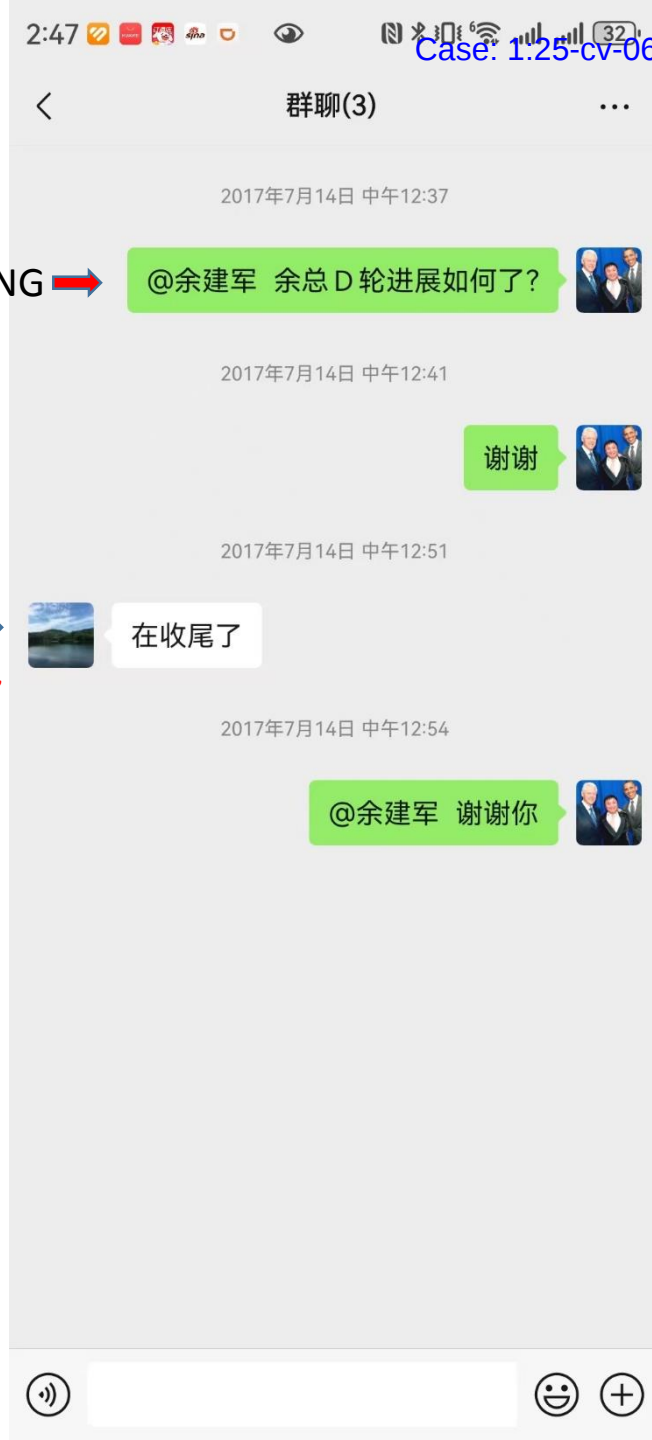 2:47
32
Case: 1:25-cv-06
群聊(3)
2017年7月14日 中午12:37
NG
@余建军 余总D轮进展如何了?
2017年7月14日 中午12:41
谢谢
2017年7月14日 中午12:51
在收尾了
2017年7月14日 中午12:54
@余建军 谢谢你